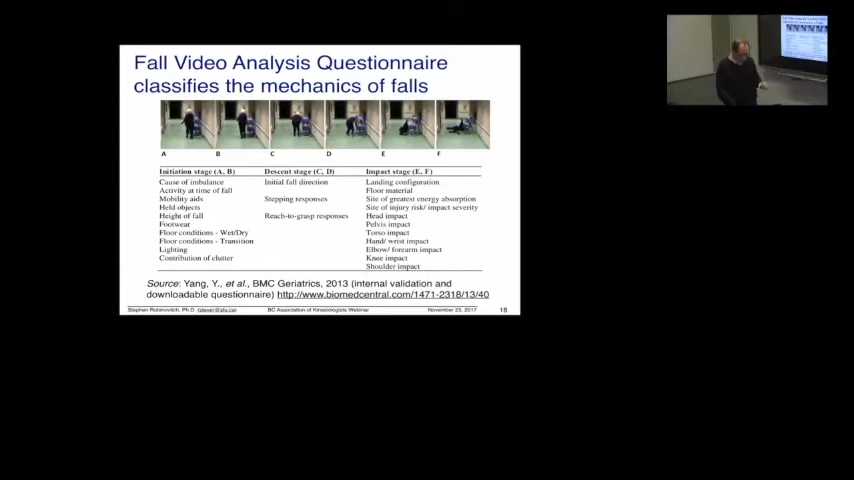 Fall Video Analysis Questionnaire
classifies the mechanics of falls
A B C D E F
Initiation stage (A, B) Descent stage (C, D) Impact stage (E, F)
Cause of imbalance Initial fall direction Landing configuration
Activity at time of fall Floor material
Mobility aids Stepping responses Site of greatest energy absorption
Held objects Site of injury risk/ impact severity
Height of fall Reach-to-grasp responses Head impact
Footwear Pelvis impact
Floor conditions - Wet/Dry Torso impact
Floor conditions - Transition Hand/ wrist impact
Lighting Elbow/ forearm impact
Contribution of clutter Knee impact
Shoulder impact
Source: Yang, Y., et al., BMC Geriatrics, 2013 (internal validation and
downloadable questionnaire) http://www.biomedcentral.com/1471-2318/13/40
Stephen Robinovitch, Ph.D. (stever@sfu.ca) BC Association of Kinesiologists Webinar November 23, 2017 18